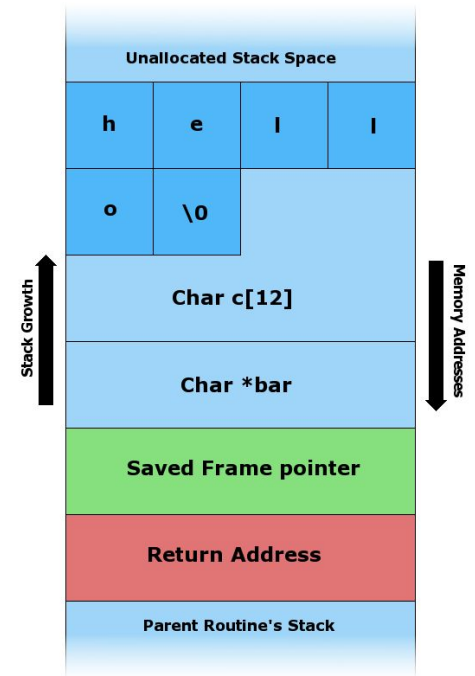 Unallocated Stack Space
h e l l
o \0
Char c[12]
Char *bar
Saved Frame pointer
Return Address
Parent Routine's Stack
Stack Growth
Memory Addresses